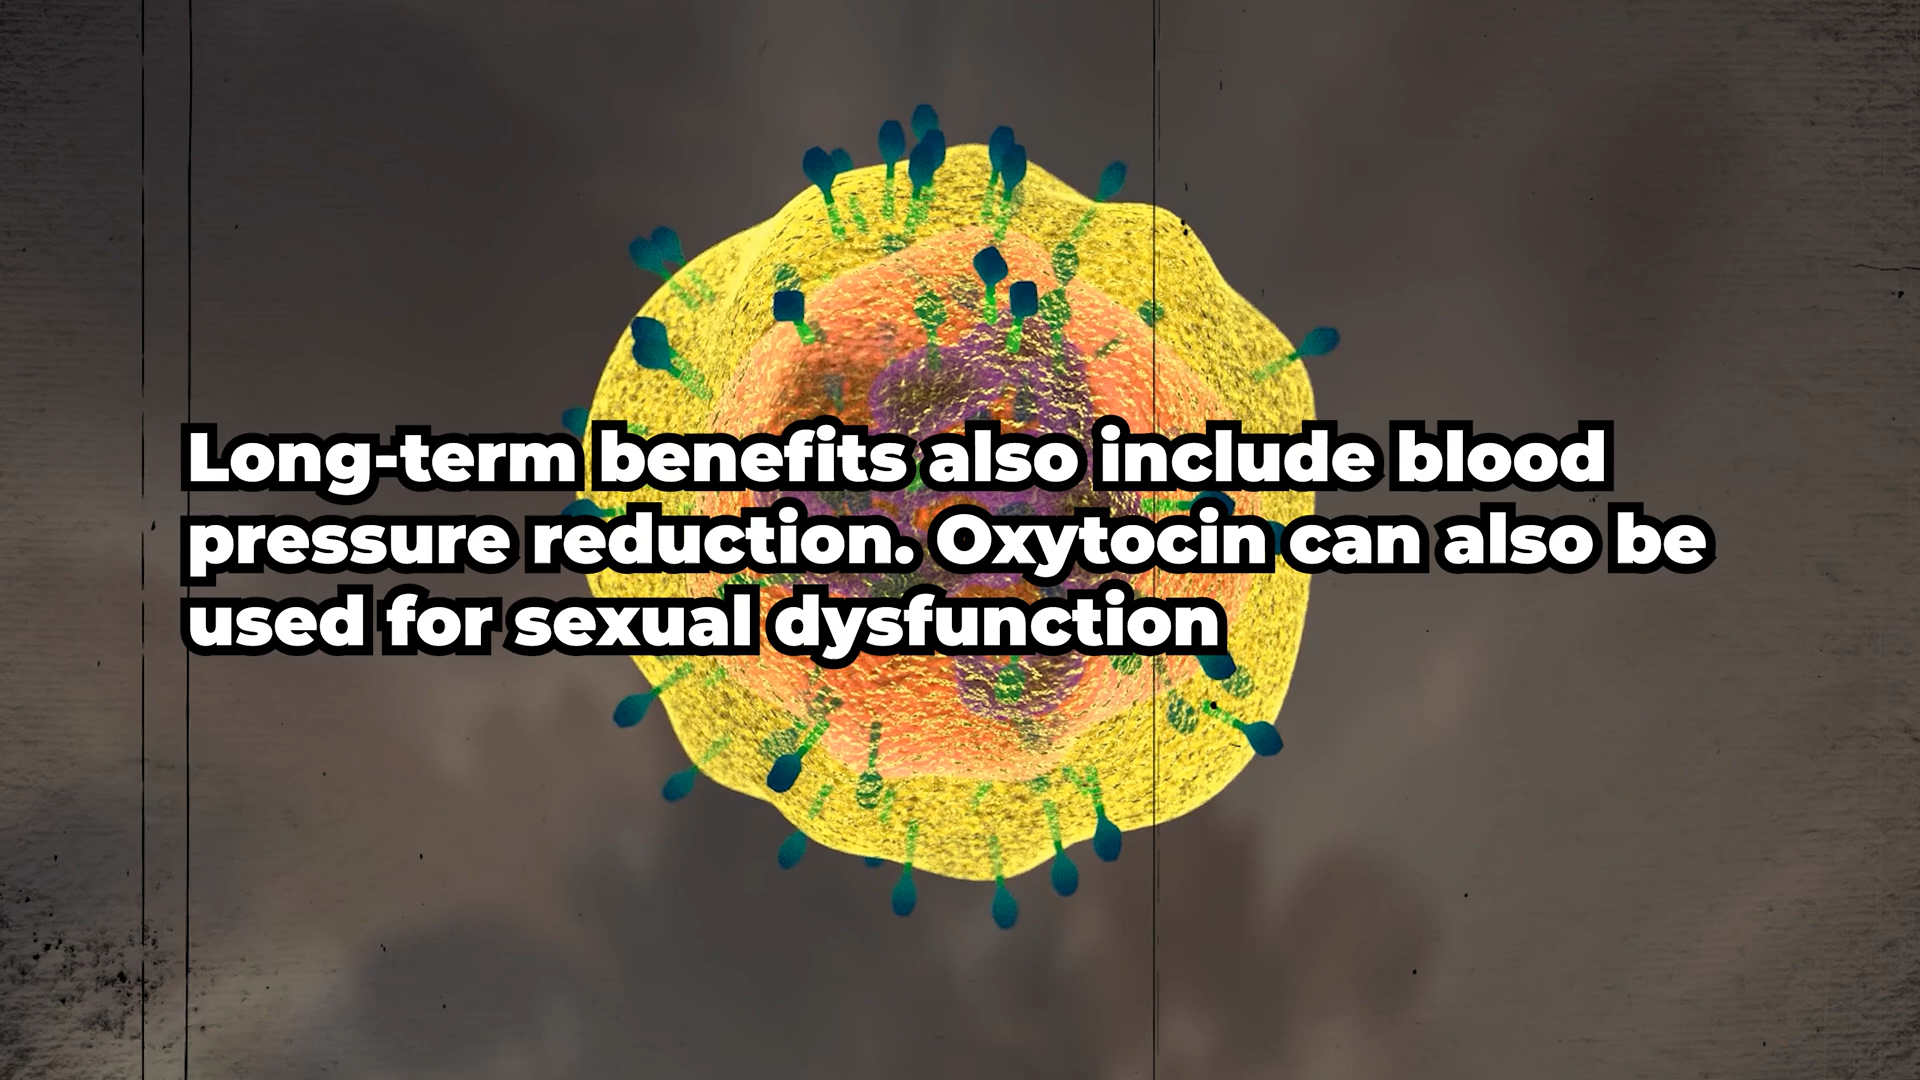 Long-term benefits also include blood
pressure reduction. Oxytocin can also be
used for sexual dysfunction